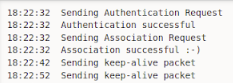 18:22:32 Sending Authentication Request
18:22:32 Authentication successful
18:22:32 Sending Association Request
18:22:32 Association successful :-)
18:22:42 Sending keep-alive packet
18:22:52 Sending keep-alive packet